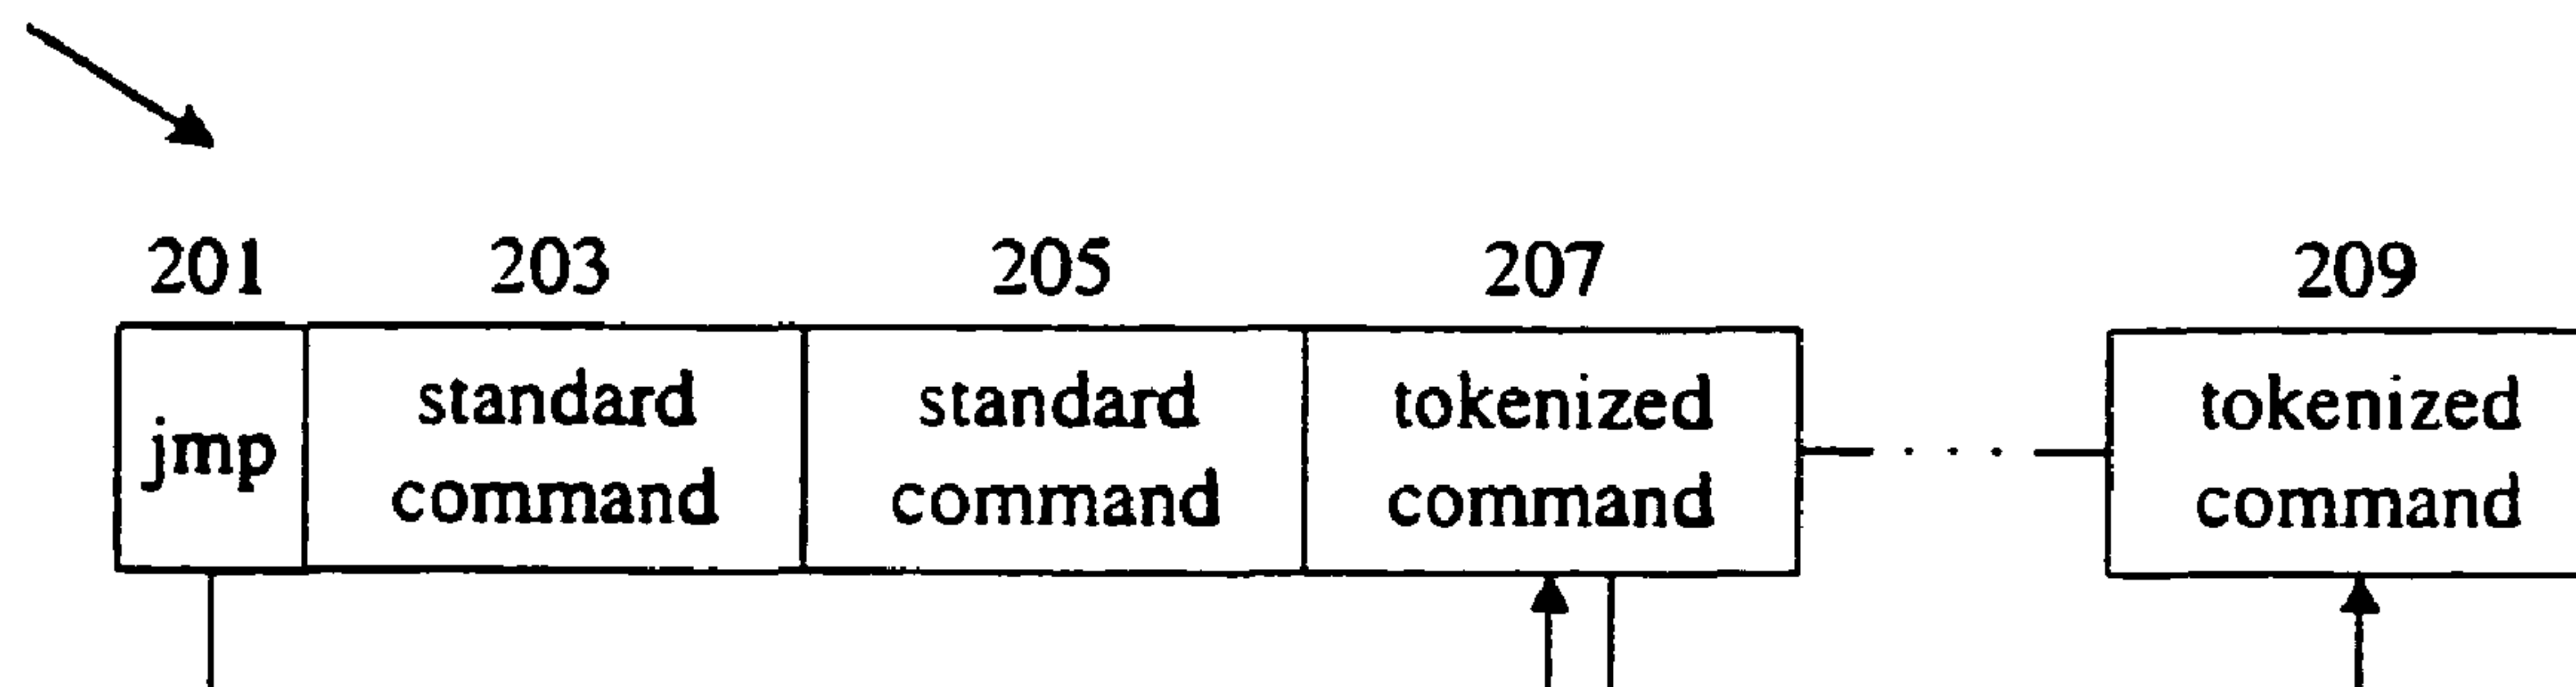 201 203 205 207 209
jmp
standard
command
standard
command
tokenized
command
tokenized
command